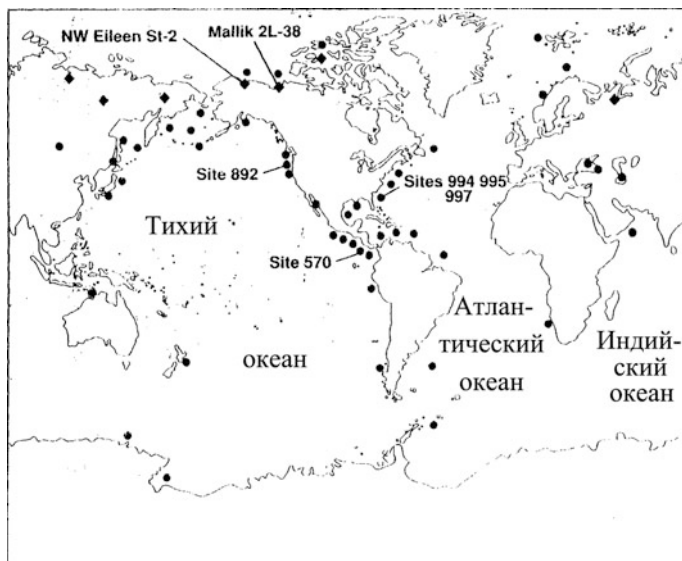 NW Eileen St-2
Mallik 2L-38
Site 892
Sites 994 995
997
Тихий
Site 570
Атлан-
тический
океан
океан
Индий-
ский
океан